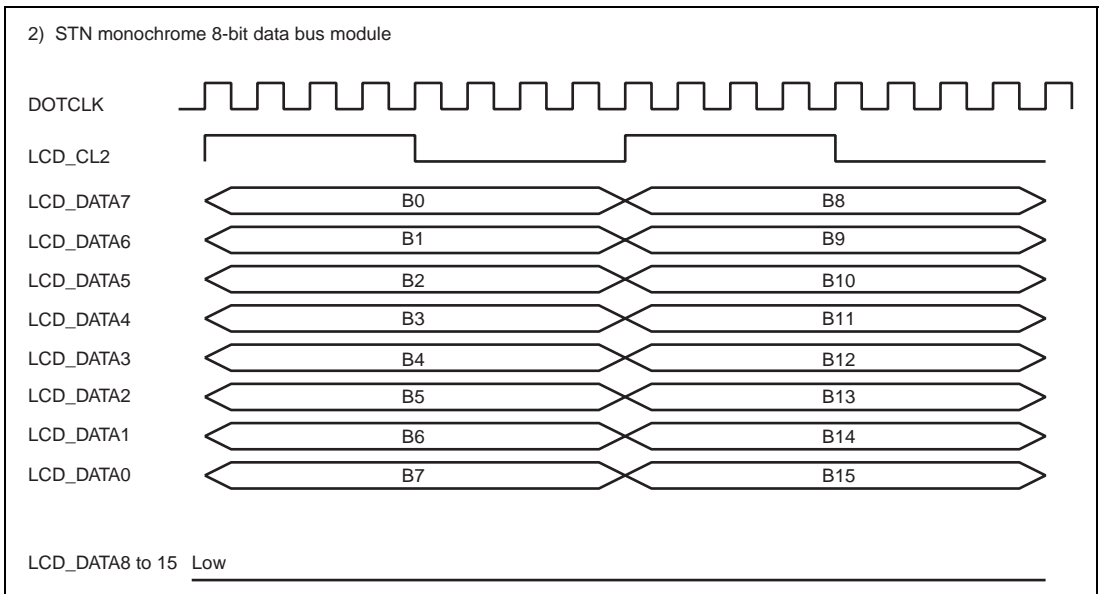 2) STN monochrome 8-bit data bus module
DOTCLK
LCD_CL2
LCD_DATA7 B0 B8
LCD_DATA6 B1 B9
LCD_DATA5 B2 B10
LCD_DATA4 B3 B11
LCD_DATA3 B4 B12
LCD_DATA2 B5 B13
LCD_DATA1 B6 B14
LCD_DATA0 B7 B15
LCD_DATA8 to 15 Low